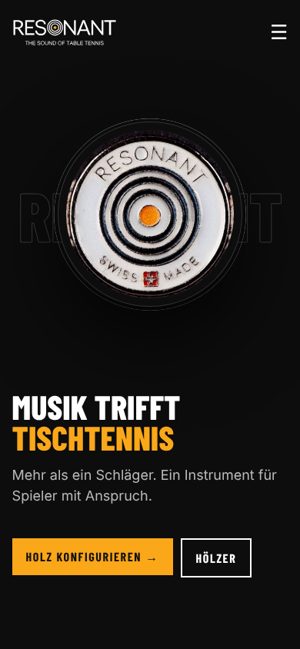 RESONANT
THE SOUND OF TABLE TENNIS
RESONANT
SWISS MADE
MUSIK TRIFFT
TISCHTENNIS
Mehr als ein Schläger. Ein Instrument für
Spieler mit Anspruch.
HOLZ KONFIGURIEREN →
HÖLZER